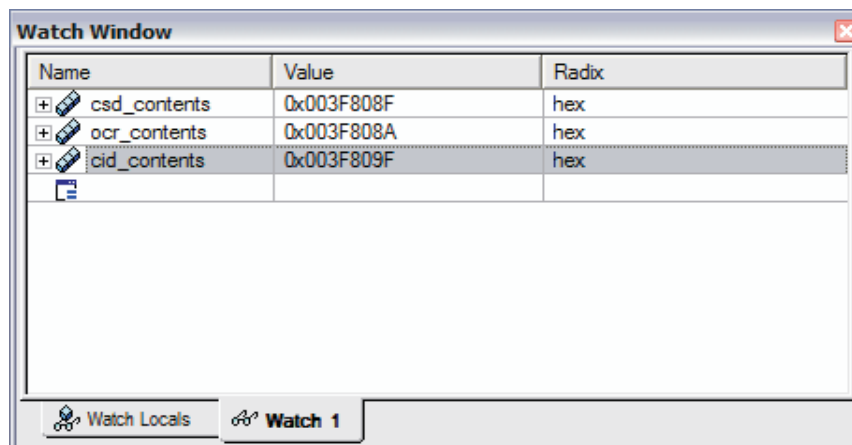 Watch Window
Name Value Radix
csd_contents 0x003F808F hex
ocr_contents 0x003F808A hex
cid_contents 0x003F809F hex
Watch Locals Watch 1